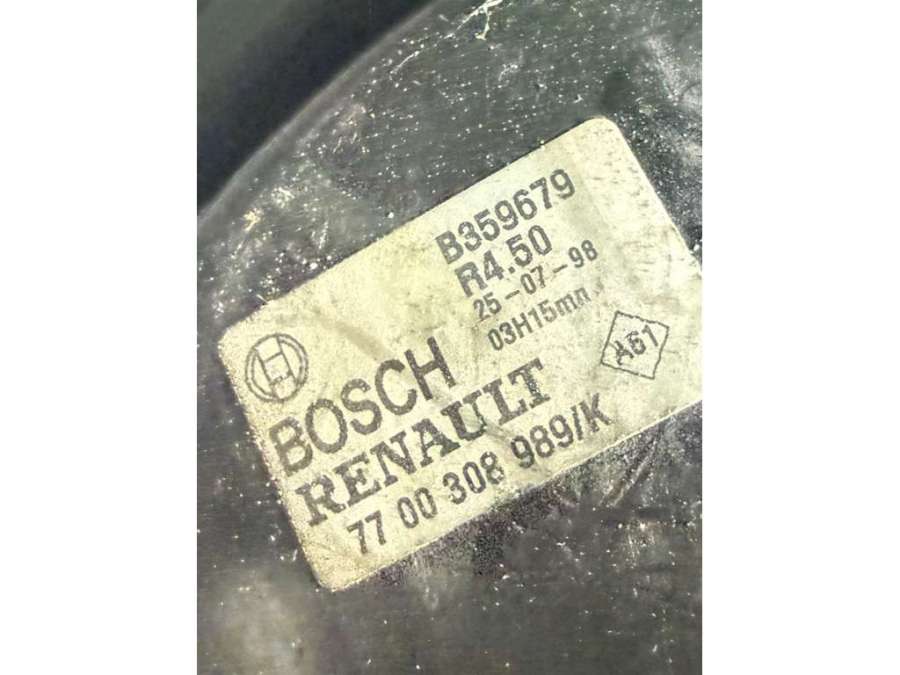 B359679
R4.50
25-07-98
03H15mn
A61
BOSCH
RENAULT
77 00 308 989/K